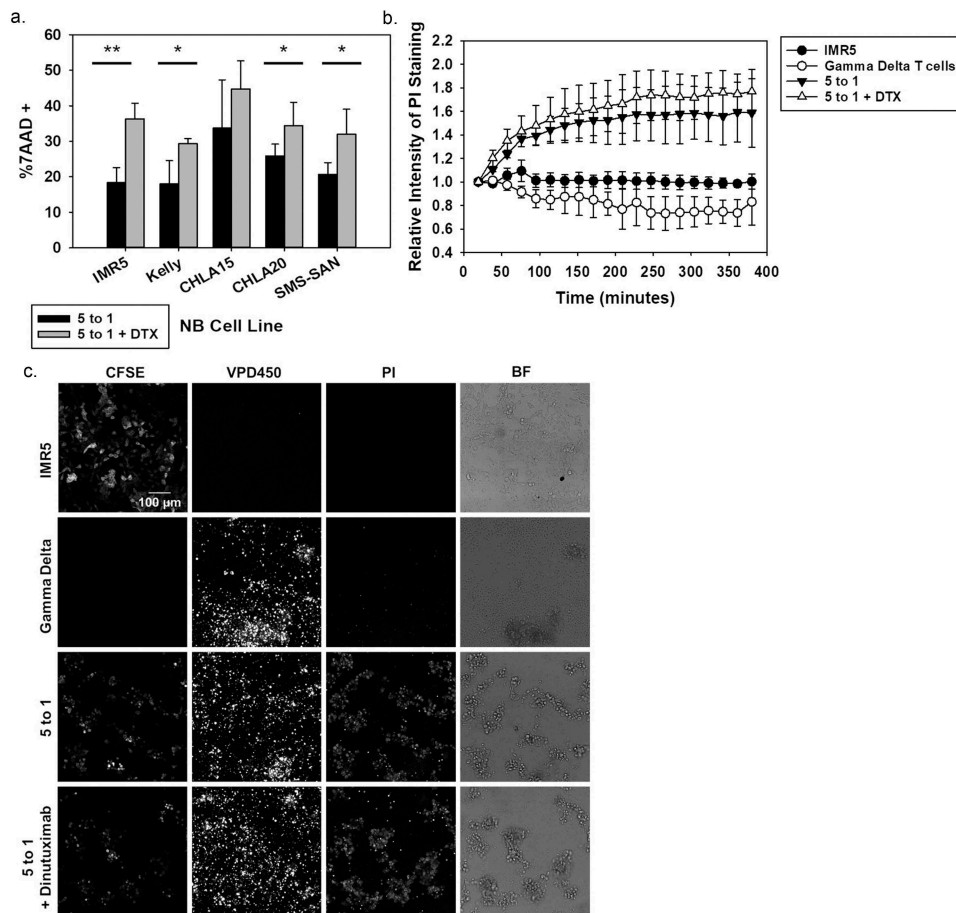 a.
%7AAD +
60
50
40
30
20
10
0
** * * *
IMR5
Kelly
CHLA15
CHLA20
SMS-SAN
5 to 1
5 to 1 + DTX
NB Cell Line
b.
Relative Intensity of PI Staining
2.2
2.0
1.8
1.6
1.4
1.2
1.0
0.8
0.6
0.4
0 50 100 150 200 250 300 350 400
Time (minutes)
IMR5
Gamma Delta T cells
5 to 1
5 to 1 + DTX
c.
CFSE VPD450 PI BF
IMR5
100 µm
Gamma Delta
5 to 1
5 to 1
+ Dinutuximab